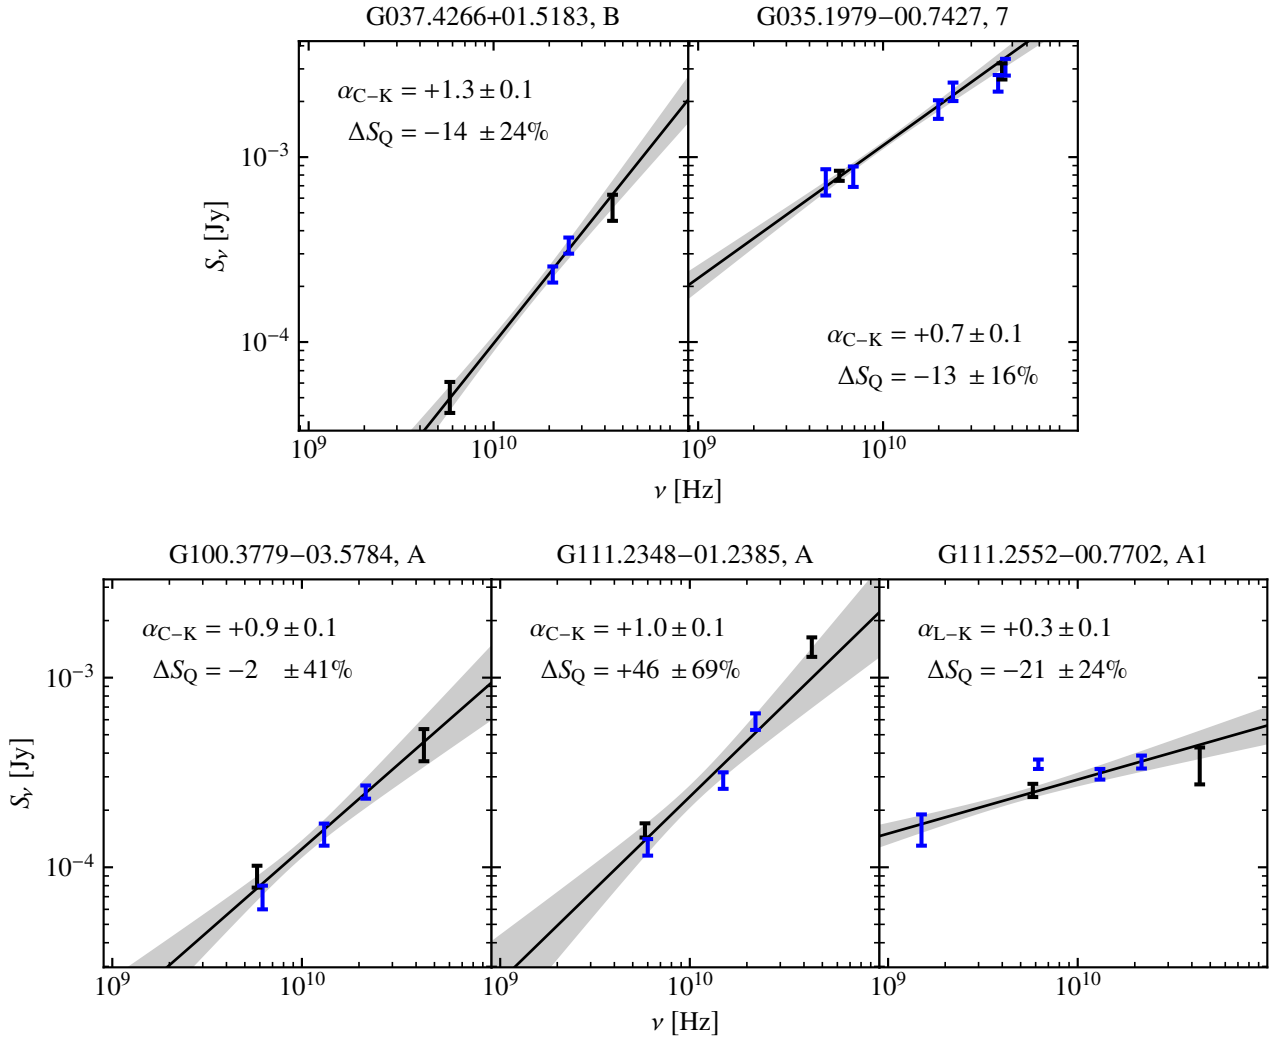 G037.4266+01.5183, B
G035.1979−00.7427, 7
α_C−K = +1.3 ± 0.1
ΔS_Q = −14 ± 24%
α_C−K = +0.7 ± 0.1
ΔS_Q = −13 ± 16%
10^−3
10^−4
S_ν [Jy]
10^9
10^10
10^9
10^10
ν [Hz]
G100.3779−03.5784, A
G111.2348−01.2385, A
G111.2552−00.7702, A1
α_C−K = +0.9 ± 0.1
ΔS_Q = −2 ± 41%
α_C−K = +1.0 ± 0.1
ΔS_Q = +46 ± 69%
α_L−K = +0.3 ± 0.1
ΔS_Q = −21 ± 24%
10^−3
10^−4
S_ν [Jy]
10^9
10^10
10^9
10^10
10^9
10^10
ν [Hz]